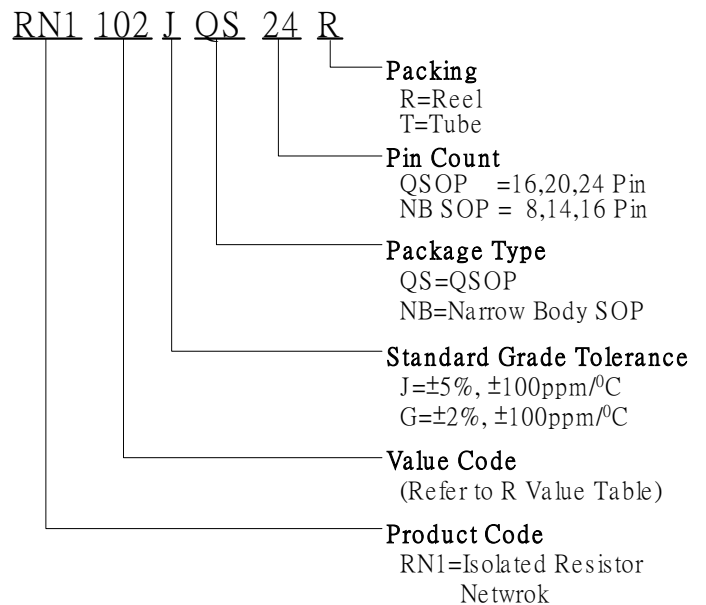 RN1 102 J QS 24 R
Packing
R=Reel
T=Tube
Pin Count
QSOP =16,20,24 Pin
NB SOP = 8,14,16 Pin
Package Type
QS=QSOP
NB=Narrow Body SOP
Standard Grade Tolerance
J=±5%, ±100ppm/⁰C
G=±2%, ±100ppm/⁰C
Value Code
(Refer to R Value Table)
Product Code
RN1=Isolated Resistor
Netwrok